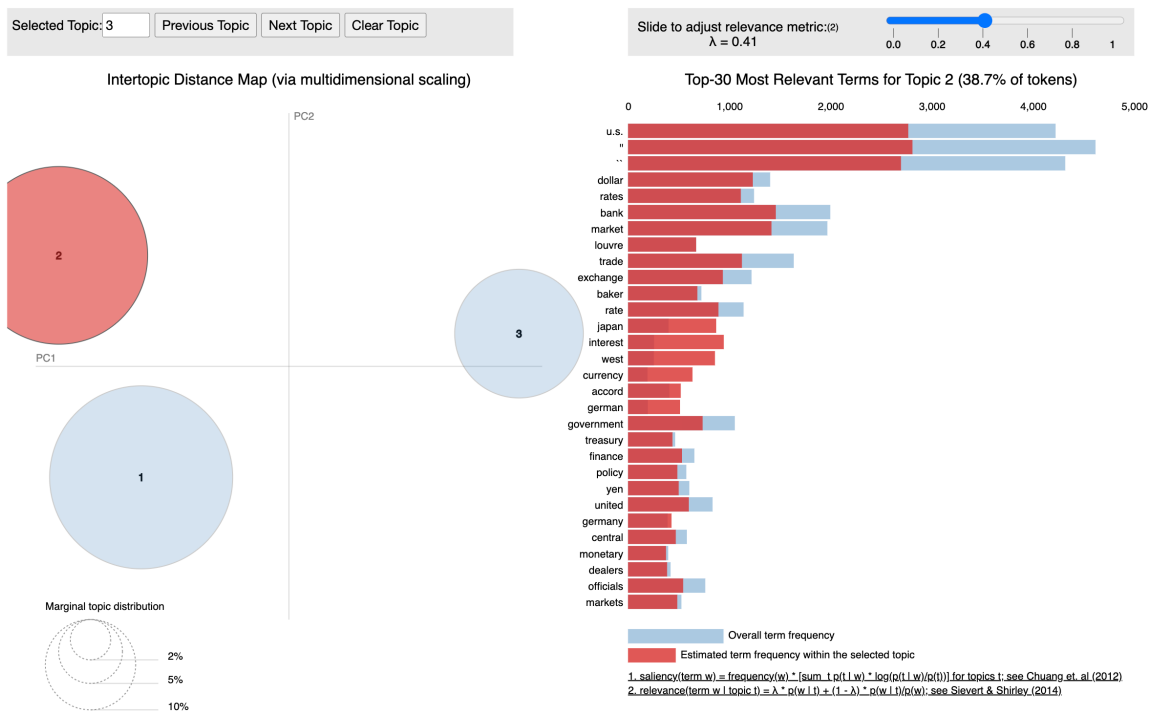 Selected Topic: 3 Previous Topic Next Topic Clear Topic
Slide to adjust relevance metric:(2)
λ = 0.41
0.0 0.2 0.4 0.6 0.8 1
Intertopic Distance Map (via multidimensional scaling)
PC2
PC1
2
3
1
Marginal topic distribution
2%
5%
10%
Top-30 Most Relevant Terms for Topic 2 (38.7% of tokens)
0 1,000 2,000 3,000 4,000 5,000
u.s.
"
``
dollar
rates
bank
market
louvre
trade
exchange
baker
rate
japan
interest
west
currency
accord
german
government
treasury
finance
policy
yen
united
germany
central
monetary
dealers
officials
markets
Overall term frequency
Estimated term frequency within the selected topic
1. saliency(term w) = frequency(w) * [sum_t p(t | w) * log(p(t | w)/p(t))] for topics t; see Chuang et. al (2012)
2. relevance(term w | topic t) = λ * p(w | t) + (1 - λ) * p(w | t)/p(w); see Sievert & Shirley (2014)